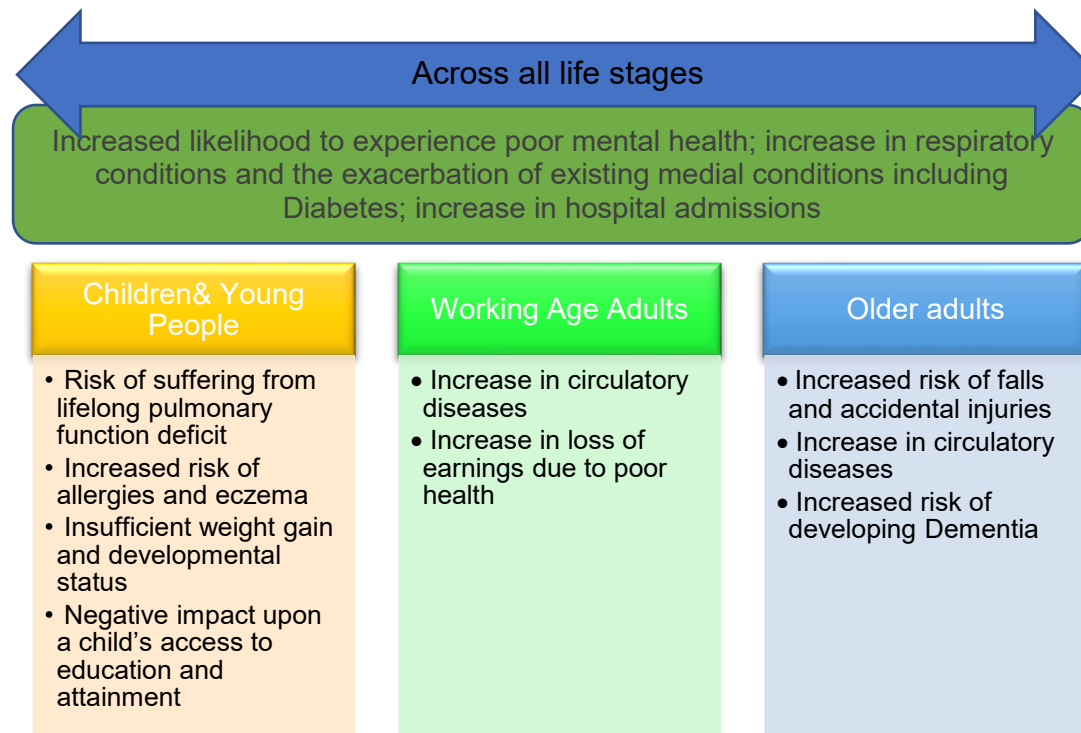 Across all life stages
Increased likelihood to experience poor mental health; increase in respiratory
conditions and the exacerbation of existing medial conditions including
Diabetes; increase in hospital admissions
Children& Young
People
• Risk of suffering from
lifelong pulmonary
function deficit
• Increased risk of
allergies and eczema
• Insufficient weight gain
and developmental
status
• Negative impact upon
a child’s access to
education and
attainment
Working Age Adults
• Increase in circulatory
diseases
• Increase in loss of
earnings due to poor
health
Older adults
• Increased risk of falls
and accidental injuries
• Increase in circulatory
diseases
• Increased risk of
developing Dementia